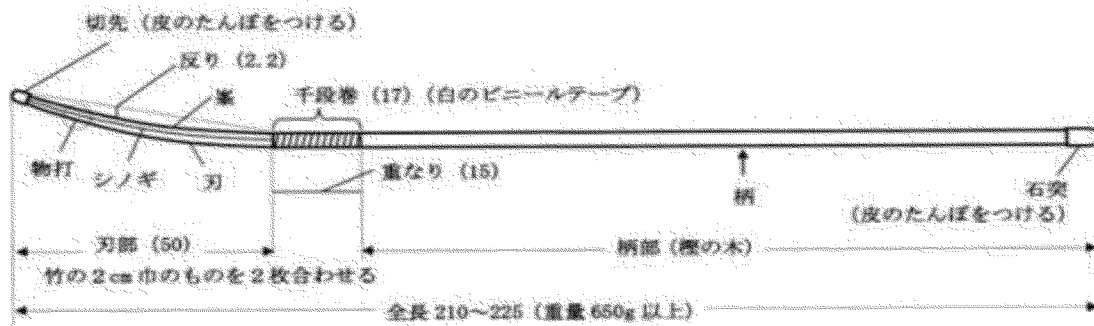 切先（皮のたんぽをつける）
反り（2.2）
峯
千段巻（17）（白のビニールテープ）
物打
シノギ
刃
重なり（15）
柄
石突
（皮のたんぽをつける）
刃部（50）
柄部（樫の木）
竹の2cm巾のものを2枚合わせる
全長210～225（重量650g以上）